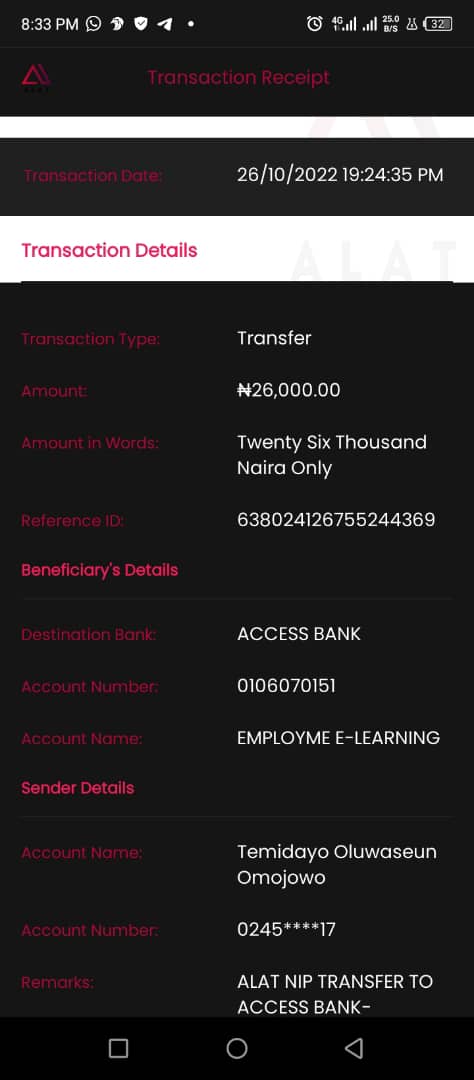 8:33 PM
4G
25.0 B/S
32
ALAT
Transaction Receipt
Transaction Date: 26/10/2022 19:24:35 PM
Transaction Details
ALAT
Transaction Type: Transfer
Amount: ₦26,000.00
Amount in Words: Twenty Six Thousand
Naira Only
Reference ID: 638024126755244369
Beneficiary's Details
Destination Bank: ACCESS BANK
Account Number: 0106070151
Account Name: EMPLOYME E-LEARNING
Sender Details
Account Name: Temidayo Oluwaseun
Omojowo
Account Number: 0245****17
Remarks: ALAT NIP TRANSFER TO
ACCESS BANK-